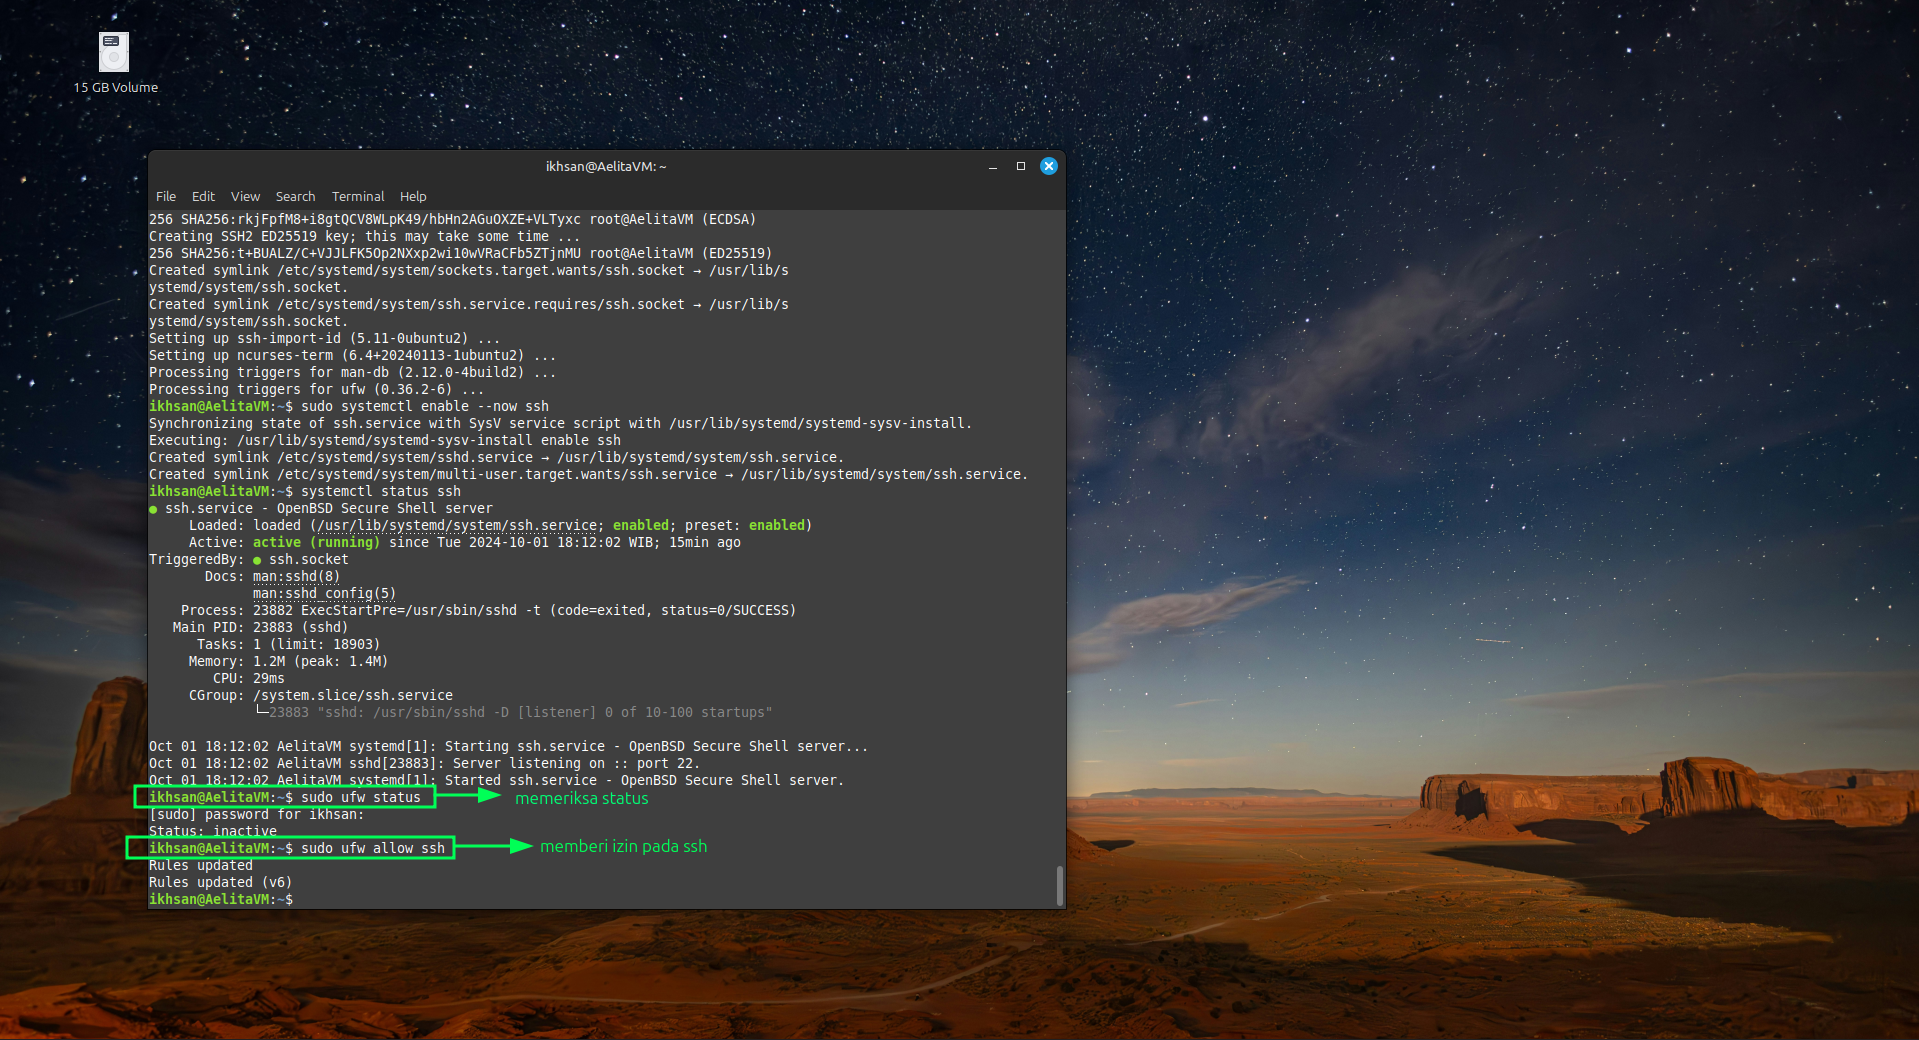 15 GB Volume
ikhsan@AelitaVM: ~
File Edit View Search Terminal Help
256 SHA256:rkjFpfM8+i8gtQCV8WLpK49/hbHn2AGuOXZE+VLTyxc root@AelitaVM (ECDSA)
Creating SSH2 ED25519 key; this may take some time ...
256 SHA256:t+BUALZ/C+VJJLFK5Op2NXxp2wi10wVRaCFb5ZTjnMU root@AelitaVM (ED25519)
Created symlink /etc/systemd/system/sockets.target.wants/ssh.socket → /usr/lib/s
ystemd/system/ssh.socket.
Created symlink /etc/systemd/system/ssh.service.requires/ssh.socket → /usr/lib/s
ystemd/system/ssh.socket.
Setting up ssh-import-id (5.11-0ubuntu2) ...
Setting up ncurses-term (6.4+20240113-1ubuntu2) ...
Processing triggers for man-db (2.12.0-4build2) ...
Processing triggers for ufw (0.36.2-6) ...
ikhsan@AelitaVM:~$ sudo systemctl enable --now ssh
Synchronizing state of ssh.service with SysV service script with /usr/lib/systemd/systemd-sysv-install.
Executing: /usr/lib/systemd/systemd-sysv-install enable ssh
Created symlink /etc/systemd/system/sshd.service → /usr/lib/systemd/system/ssh.service.
Created symlink /etc/systemd/system/multi-user.target.wants/ssh.service → /usr/lib/systemd/system/ssh.service.
ikhsan@AelitaVM:~$ systemctl status ssh
● ssh.service - OpenBSD Secure Shell server
Loaded: loaded (/usr/lib/systemd/system/ssh.service; enabled; preset: enabled)
Active: active (running) since Tue 2024-10-01 18:12:02 WIB; 15min ago
TriggeredBy: ● ssh.socket
Docs: man:sshd(8)
man:sshd_config(5)
Process: 23882 ExecStartPre=/usr/sbin/sshd -t (code=exited, status=0/SUCCESS)
Main PID: 23883 (sshd)
Tasks: 1 (limit: 18903)
Memory: 1.2M (peak: 1.4M)
CPU: 29ms
CGroup: /system.slice/ssh.service
└─23883 "sshd: /usr/sbin/sshd -D [listener] 0 of 10-100 startups"
Oct 01 18:12:02 AelitaVM systemd[1]: Starting ssh.service - OpenBSD Secure Shell server...
Oct 01 18:12:02 AelitaVM sshd[23883]: Server listening on :: port 22.
Oct 01 18:12:02 AelitaVM systemd[1]: Started ssh.service - OpenBSD Secure Shell server.
ikhsan@AelitaVM:~$ sudo ufw status memeriksa status
[sudo] password for ikhsan:
Status: inactive
ikhsan@AelitaVM:~$ sudo ufw allow ssh memberi izin pada ssh
Rules updated
Rules updated (v6)
ikhsan@AelitaVM:~$